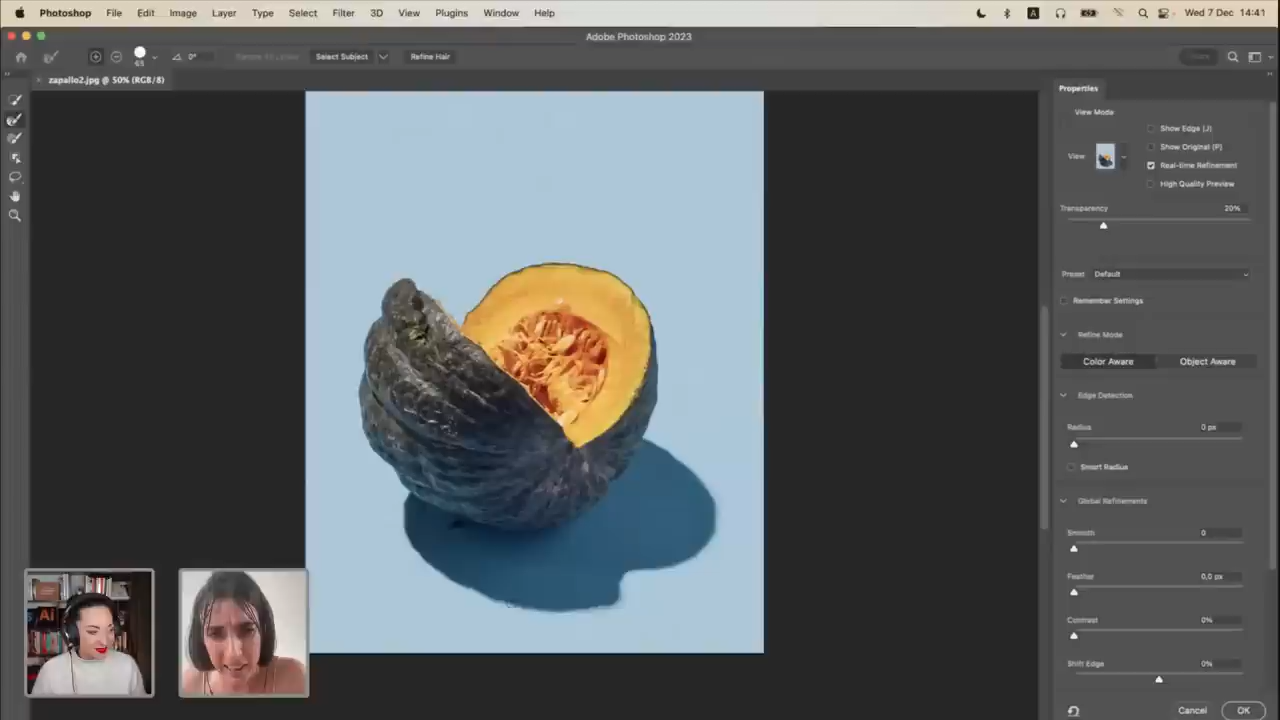 Photoshop File Edit Image Layer Type Select Filter 3D View Plugins Window Help A Wed 7 Dec 14:41
Adobe Photoshop 2023
0° Select Subject Refine Hair
zapallo2.jpg @ 50% (RGB/8)
Properties
View Mode
Show Edge (J)
Show Original (P)
View
Real-time Refinement
High Quality Preview
Transparency 20%
Preset Default
Remember Settings
Refine Mode
Color Aware Object Aware
Edge Detection
Radius 0 px
Smart Radius
Global Refinements
Smooth 0
Feather 0,0 px
Contrast 0%
Shift Edge 0%
Ai
Cancel OK